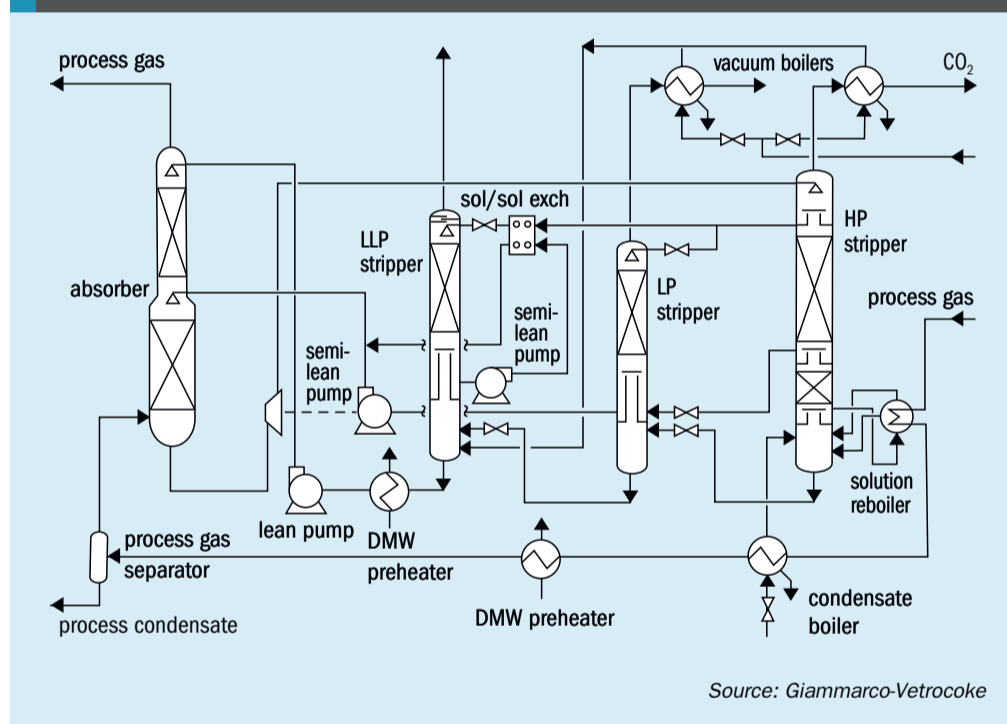 process gas
vacuum boilers
CO2
sol/sol exch
LLP
stripper
HP
stripper
absorber
LP
stripper
process gas
semi-
lean
pump
semi-
lean
pump
solution
reboiler
lean pump
DMW
preheater
process gas
separator
DMW preheater
condensate
boiler
process condensate
Source: Giammarco-Vetrocoke